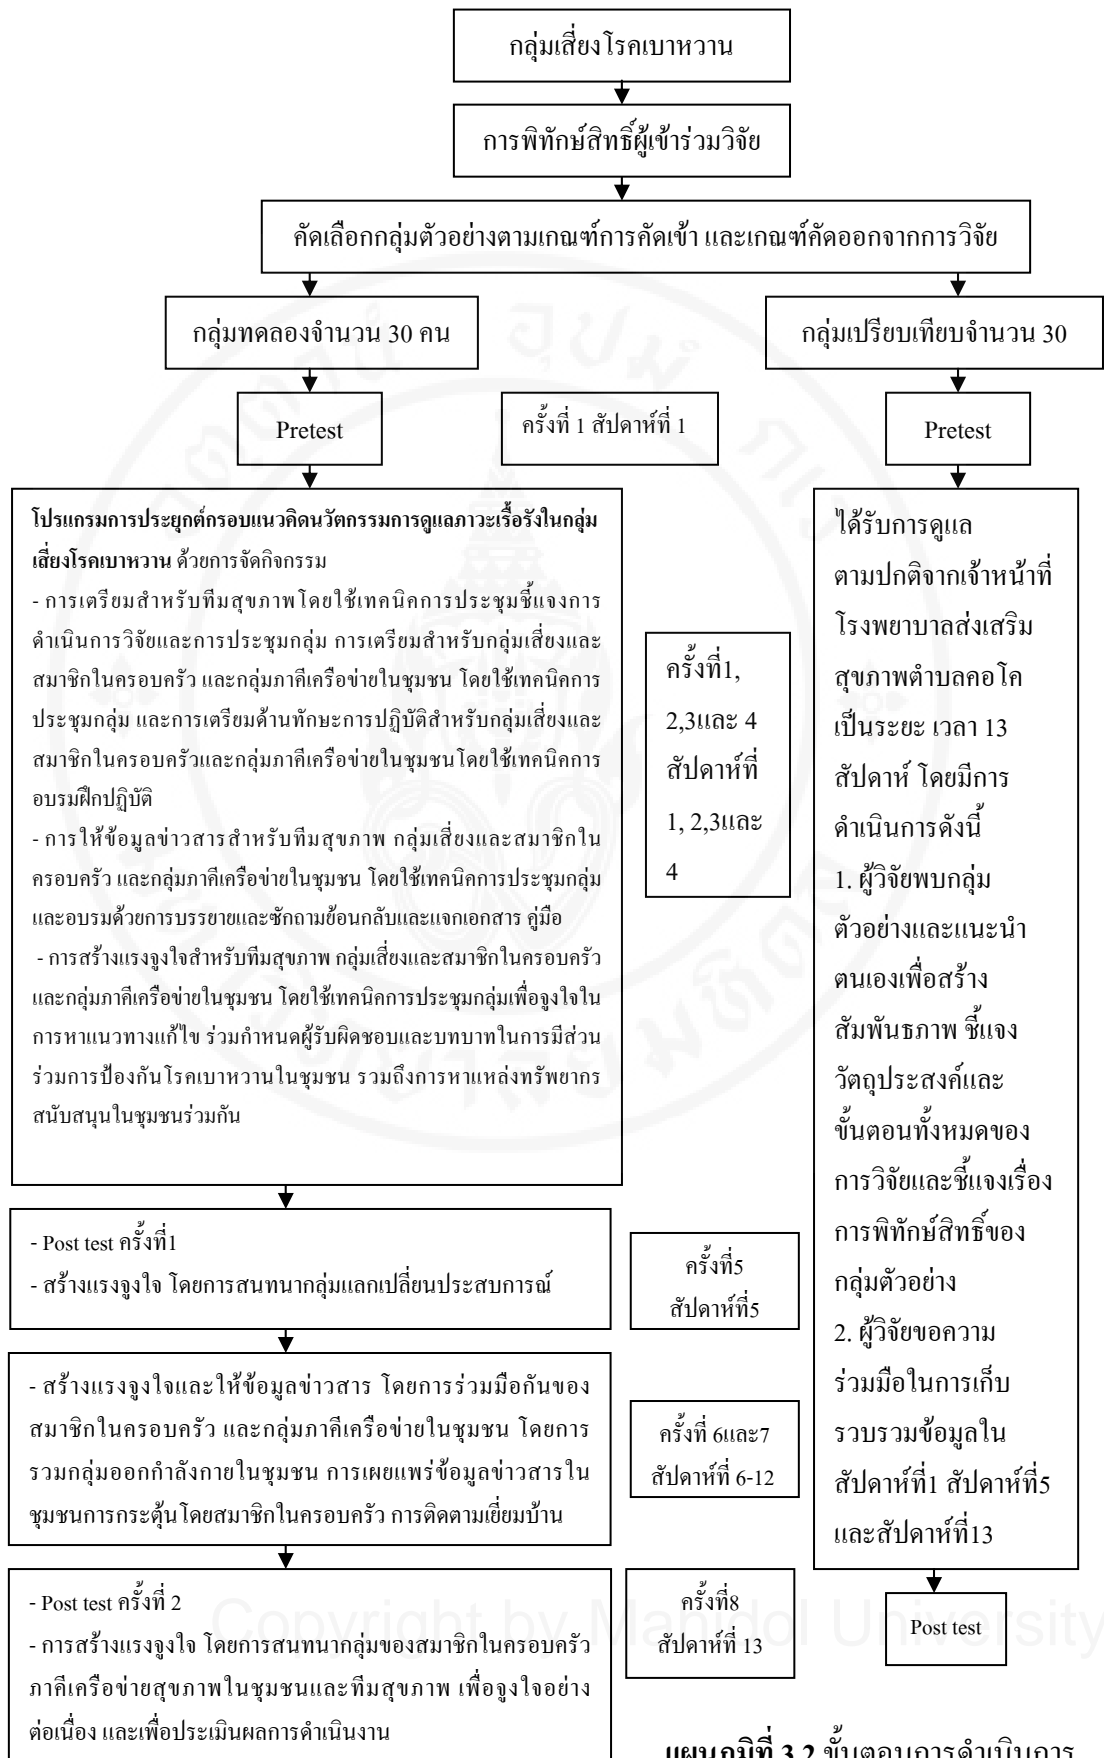 กลุ่มเสี่ยงโรคเบาหวาน
การพิทักษ์สิทธิ์ผู้เข้าร่วมวิจัย
คัดเลือกกลุ่มตัวอย่างตามเกณฑ์การคัดเข้า และเกณฑ์คัดออกจากการวิจัย
กลุ่มทดลองจำนวน 30 คน
กลุ่มเปรียบเทียบจำนวน 30
Pretest
ครั้งที่ 1 สัปดาห์ที่ 1
Pretest
โปรแกรมการประยุกต์กรอบแนวคิดนวัตกรรมการดูแลภาวะเรื้อรังในกลุ่ม
เสี่ยงโรคเบาหวาน ด้วยการจัดกิจกรรม
- การเตรียมสำหรับทีมสุขภาพโดยใช้เทคนิคการประชุมชี้แจงการ
ดำเนินการวิจัยและการประชุมกลุ่ม การเตรียมสำหรับกลุ่มเสี่ยงและ
สมาชิกในครอบครัว และกลุ่มภาคีเครือข่ายในชุมชน โดยใช้เทคนิคการ
ประชุมกลุ่ม และการเตรียมด้านทักษะการปฏิบัติสำหรับกลุ่มเสี่ยงและ
สมาชิกในครอบครัวและกลุ่มภาคีเครือข่ายในชุมชนโดยใช้เทคนิคการ
อบรมฝึกปฏิบัติ
- การให้ข้อมูลข่าวสารสำหรับทีมสุขภาพ กลุ่มเสี่ยงและสมาชิกใน
ครอบครัว และกลุ่มภาคีเครือข่ายในชุมชน โดยใช้เทคนิคการประชุมกลุ่ม
และอบรมด้วยการบรรยายและซักถามย้อนกลับและแจกเอกสาร คู่มือ
- การสร้างแรงจูงใจสำหรับทีมสุขภาพ กลุ่มเสี่ยงและสมาชิกในครอบครัว
และกลุ่มภาคีเครือข่ายในชุมชน โดยใช้เทคนิคการประชุมกลุ่มเพื่อจูงใจใน
การหาแนวทางแก้ไข ร่วมกำหนดผู้รับผิดชอบและบทบาทในการมีส่วน
ร่วมการป้องกันโรคเบาหวานในชุมชน รวมถึงการหาแหล่งทรัพยากร
สนับสนุนในชุมชนร่วมกัน
ครั้งที่1,
2,3และ 4
สัปดาห์ที่
1, 2,3และ
4
ได้รับการดูแล
ตามปกติจากเจ้าหน้าที่
โรงพยาบาลส่งเสริม
สุขภาพตำบลคอโค
เป็นระยะ เวลา 13
สัปดาห์ โดยมีการ
ดำเนินการดังนี้
1. ผู้วิจัยพบกลุ่ม
ตัวอย่างและแนะนำ
ตนเองเพื่อสร้าง
สัมพันธภาพ ชี้แจง
วัตถุประสงค์และ
ขั้นตอนทั้งหมดของ
การวิจัยและชี้แจงเรื่อง
การพิทักษ์สิทธิ์ของ
กลุ่มตัวอย่าง
2. ผู้วิจัยขอความ
ร่วมมือในการเก็บ
รวบรวมข้อมูลใน
สัปดาห์ที่1 สัปดาห์ที่5
และสัปดาห์ที่13
- Post test ครั้งที่1
- สร้างแรงจูงใจ โดยการสนทนากลุ่มแลกเปลี่ยนประสบการณ์
ครั้งที่5
สัปดาห์ที่5
- สร้างแรงจูงใจและให้ข้อมูลข่าวสาร โดยการร่วมมือกันของ
สมาชิกในครอบครัว และกลุ่มภาคีเครือข่ายในชุมชน โดยการ
รวมกลุ่มออกกำลังกายในชุมชน การเผยแพร่ข้อมูลข่าวสารใน
ชุมชนการกระตุ้นโดยสมาชิกในครอบครัว การติดตามเยี่ยมบ้าน
ครั้งที่ 6และ7
สัปดาห์ที่ 6-12
- Post test ครั้งที่ 2
- การสร้างแรงจูงใจ โดยการสนทนากลุ่มของสมาชิกในครอบครัว
ภาคีเครือข่ายสุขภาพในชุมชนและทีมสุขภาพ เพื่อจูงใจอย่าง
ต่อเนื่อง และเพื่อประเมินผลการดำเนินงาน
ครั้งที่8
สัปดาห์ที่ 13
Post test
Copyright by Mahidol University
แผนภูมิที่ 3.2 ขั้นตอนการดำเนินการ